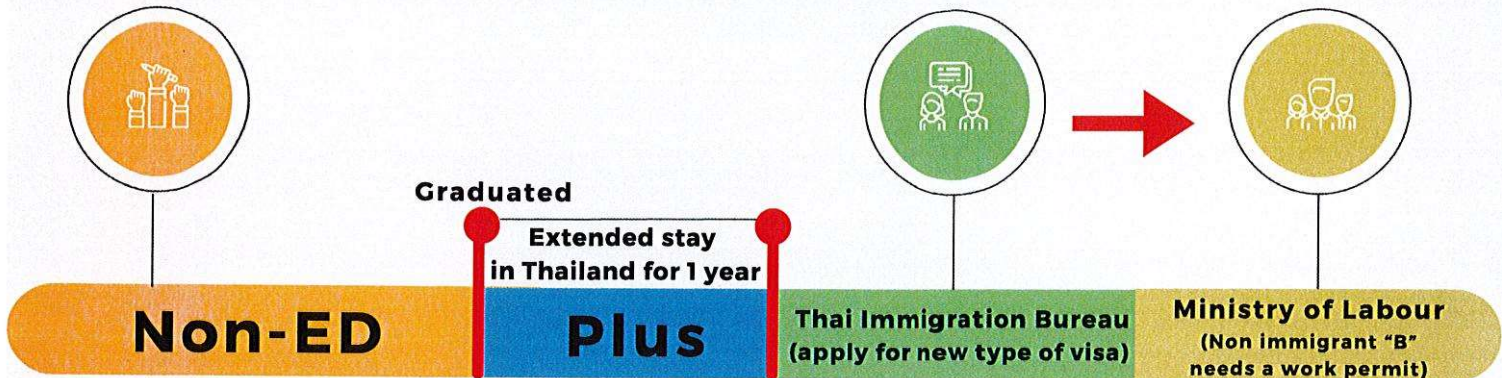 Graduated
Extended stay
in Thailand for 1 year
Non-ED
Plus
Thai Immigration Bureau
(apply for new type of visa)
Ministry of Labour
(Non immigrant "B"
needs a work permit)